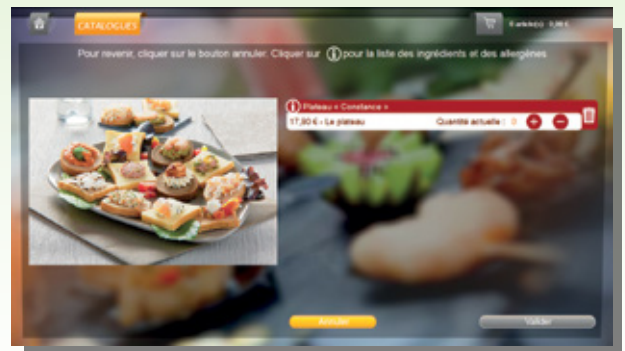 CATALOGUES
0 article(s) : 0,00 €
Pour revenir, cliquer sur le bouton annuler. Cliquer sur ⓘ pour la liste des ingrédients et des allergènes
ⓘ Plateau « Constance »
17,90 € - Le plateau Quantité actuelle : 0
Annuler Valider